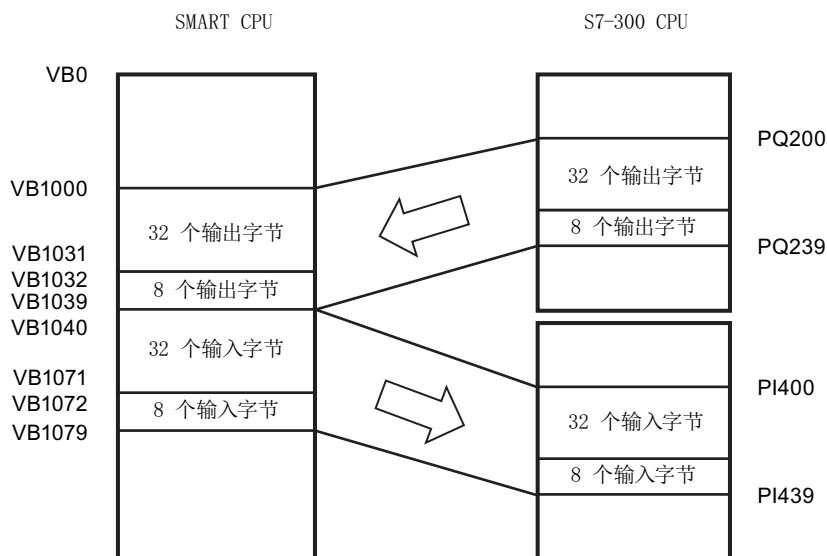 SMART CPU
S7-300 CPU
VB0
PQ200
VB1000
32 个输出字节
32 个输出字节
8 个输出字节
VB1031
PQ239
VB1032
8 个输出字节
VB1039
VB1040
32 个输入字节
VB1071
PI400
VB1072
8 个输入字节
32 个输入字节
VB1079
8 个输入字节
PI439